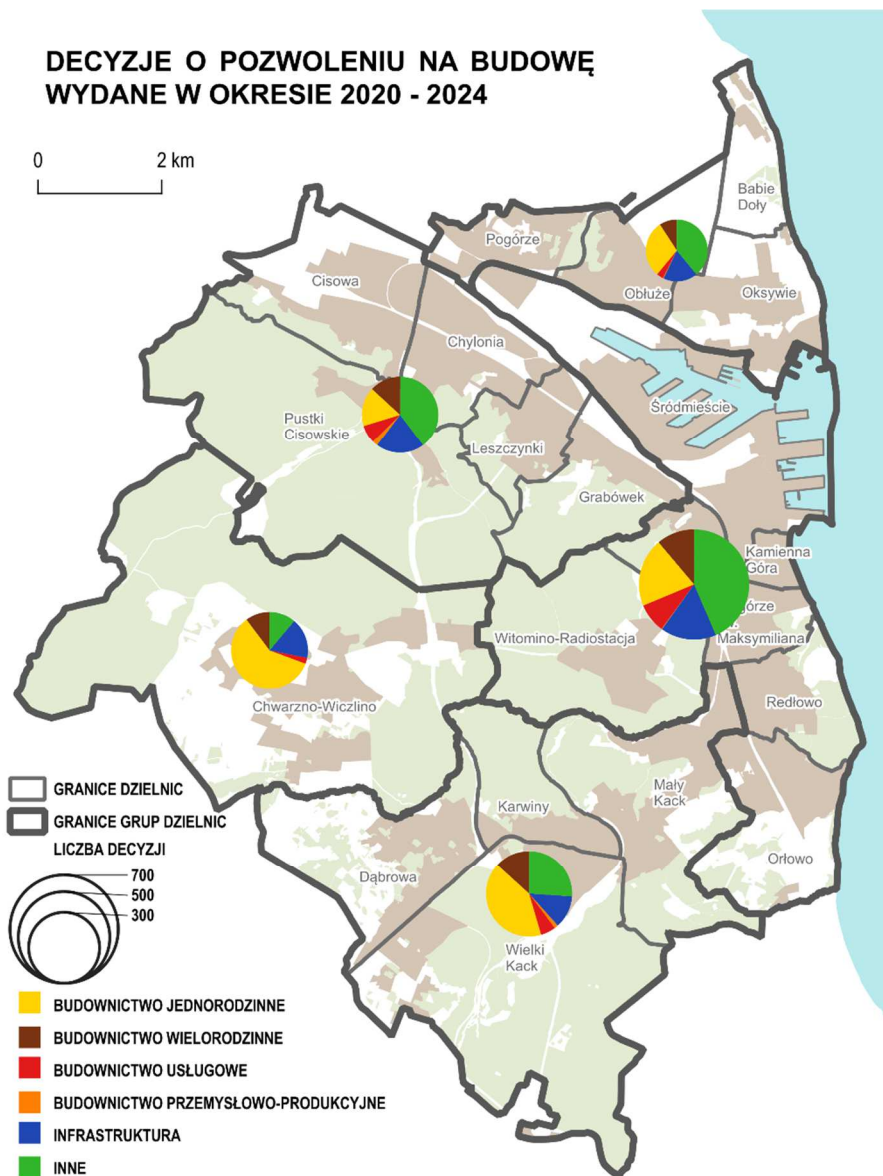 DECYZJE O POZWOLENIU NA BUDOWĘ
WYDANE W OKRESIE 2020 - 2024
0 2 km
Babie
Doły
Pogórze
Cisowa
Obłuże
Oksywie
Chylonia
Śródmieście
Pustki
Cisowskie
Leszczynki
Grabówek
Kamienna
Góra
Witomino-Radiostacja
Maksymiliana
Redłowo
Chwarzno-Wiczlino
Mały
Kack
Karwiny
Orłowo
Dąbrowa
Wielki
Kack
GRANICE DZIELNIC
GRANICE GRUP DZIELNIC
LICZBA DECYZJI
700
500
300
BUDOWNICTWO JEDNORODZINNE
BUDOWNICTWO WIELORODZINNE
BUDOWNICTWO USŁUGOWE
BUDOWNICTWO PRZEMYSŁOWO-PRODUKCYJNE
INFRASTRUKTURA
INNE